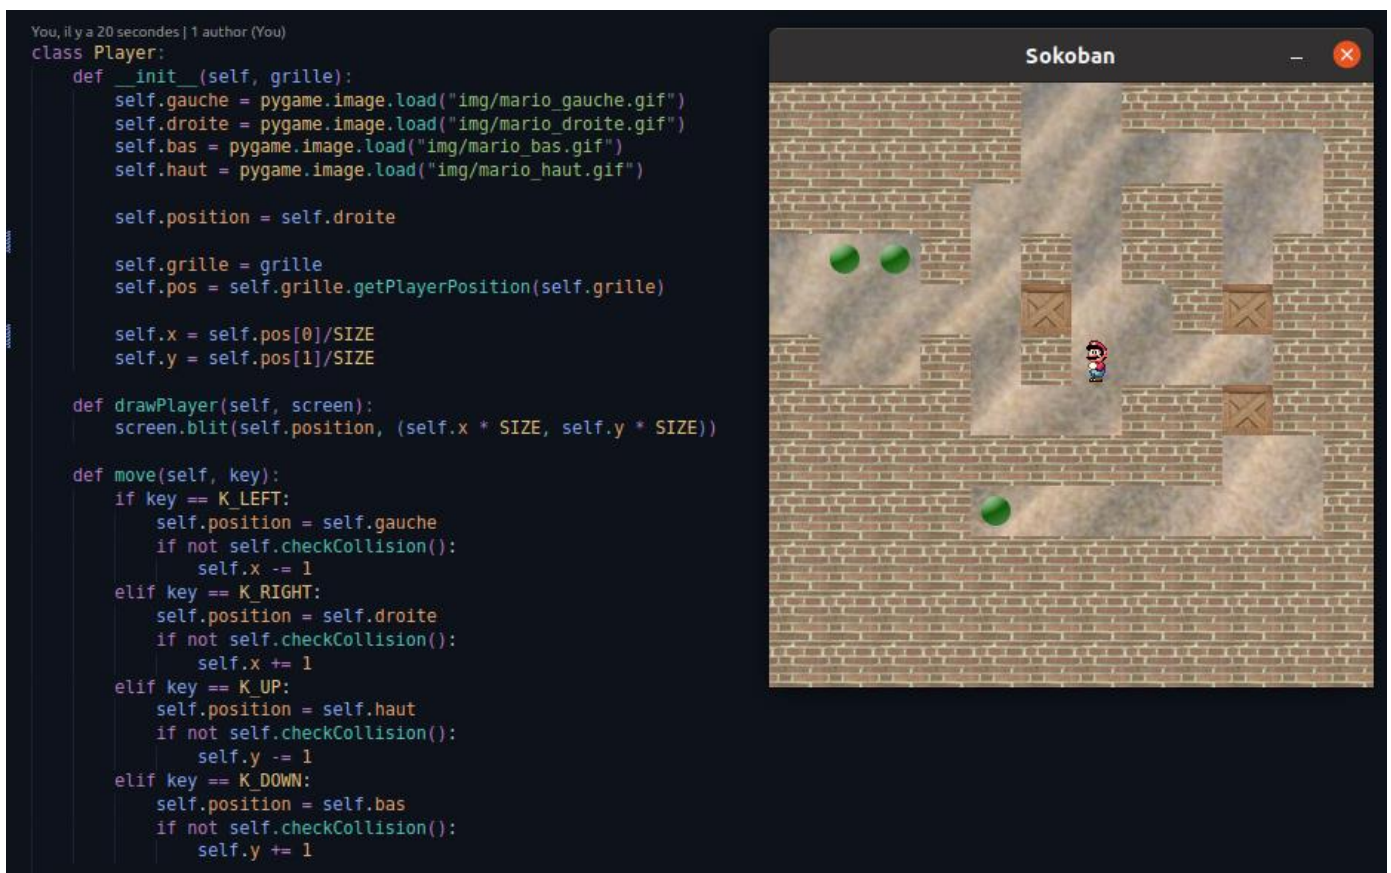 You, il y a 20 secondes | 1 author (You)
class Player:
    def __init__(self, grille):
        self.gauche = pygame.image.load("img/mario_gauche.gif")
        self.droite = pygame.image.load("img/mario_droite.gif")
        self.bas = pygame.image.load("img/mario_bas.gif")
        self.haut = pygame.image.load("img/mario_haut.gif")

        self.position = self.droite

        self.grille = grille
        self.pos = self.grille.getPlayerPosition(self.grille)

        self.x = self.pos[0]/SIZE
        self.y = self.pos[1]/SIZE

    def drawPlayer(self, screen):
        screen.blit(self.position, (self.x * SIZE, self.y * SIZE))

    def move(self, key):
        if key == K_LEFT:
            self.position = self.gauche
            if not self.checkCollision():
                self.x -= 1
        elif key == K_RIGHT:
            self.position = self.droite
            if not self.checkCollision():
                self.x += 1
        elif key == K_UP:
            self.position = self.haut
            if not self.checkCollision():
                self.y -= 1
        elif key == K_DOWN:
            self.position = self.bas
            if not self.checkCollision():
                self.y += 1
Sokoban